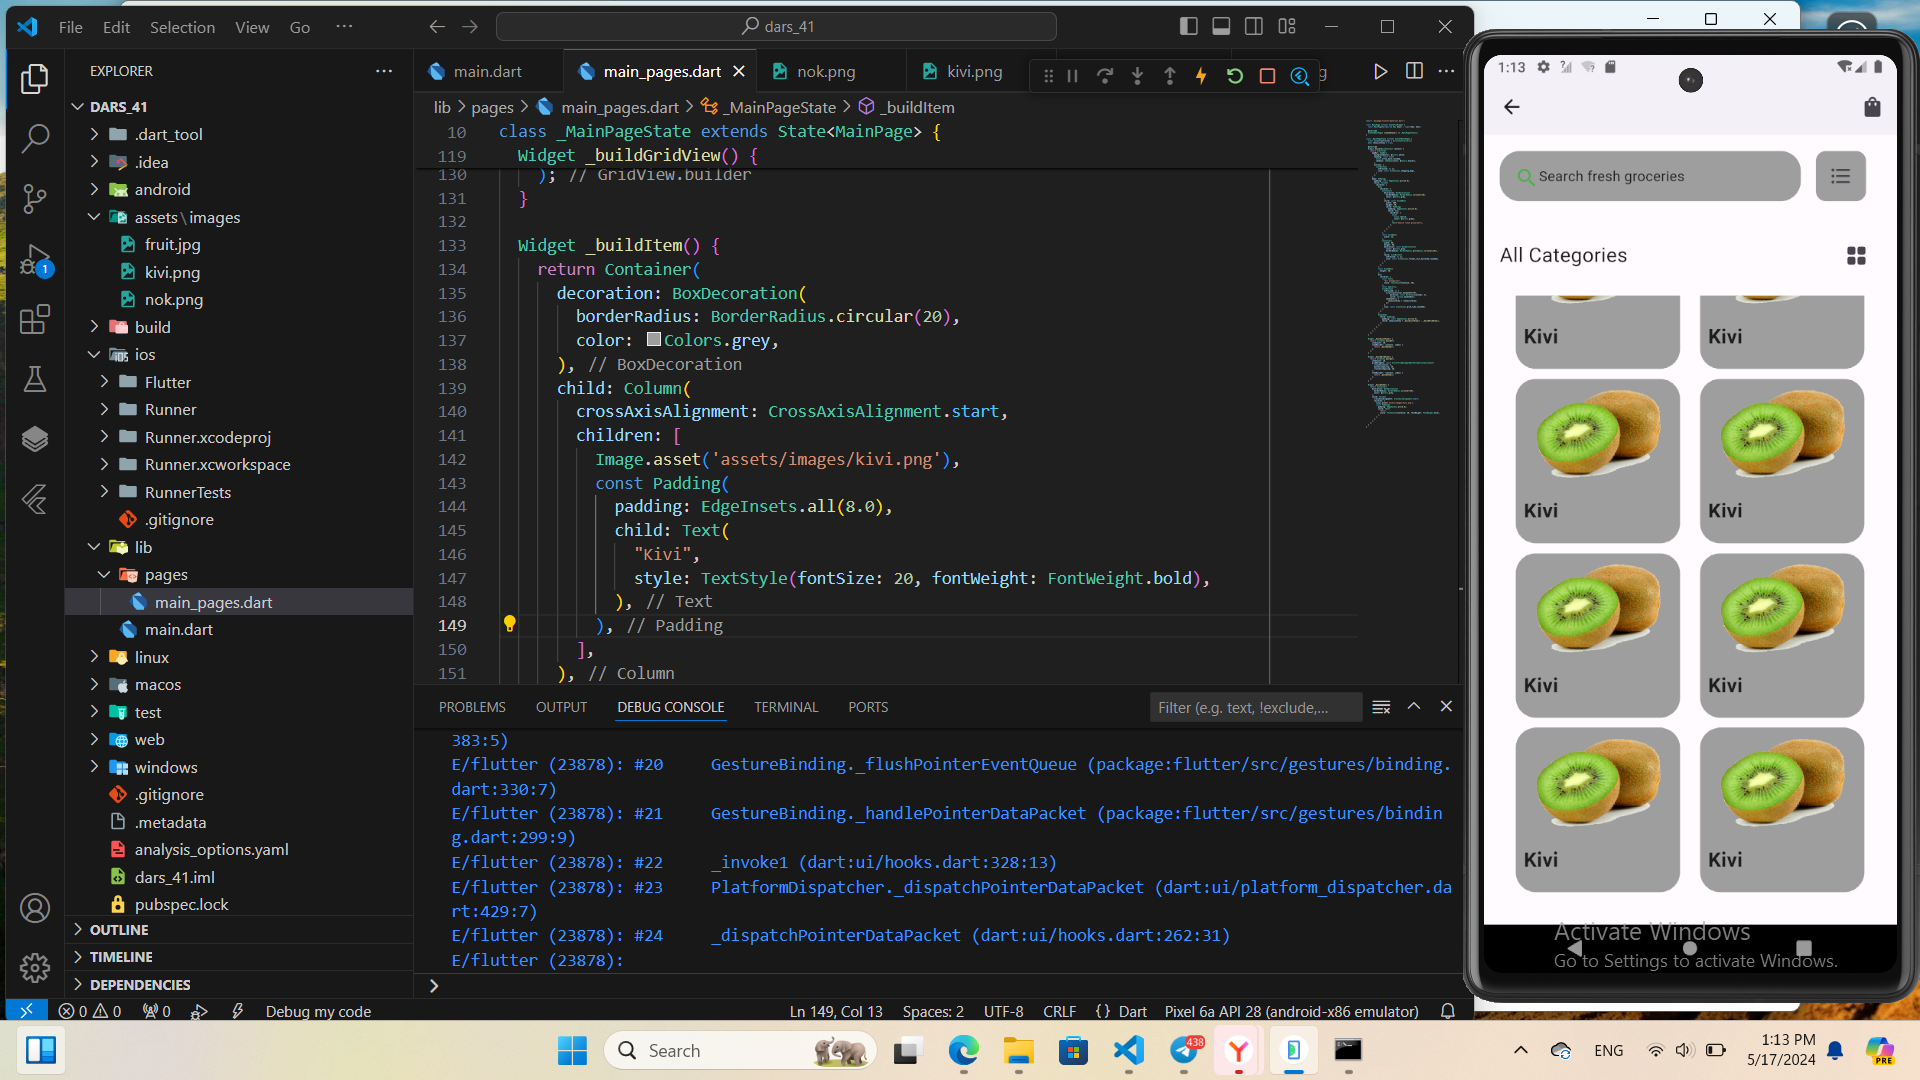 File Edit Selection View Go ···
dars_41
EXPLORER
DARS_41
.dart_tool
.idea
android
assets\images
fruit.jpg
kivi.png
nok.png
build
ios
Flutter
Runner
Runner.xcodeproj
Runner.xcworkspace
RunnerTests
.gitignore
lib
pages
main_pages.dart
main.dart
linux
macos
test
web
windows
.gitignore
.metadata
analysis_options.yaml
dars_41.iml
pubspec.lock
OUTLINE
TIMELINE
DEPENDENCIES
main.dart main_pages.dart nok.png kivi.png g
lib > pages > main_pages.dart > _MainPageState > _buildItem
10 class _MainPageState extends State<MainPage> {
119 Widget _buildGridView() {
130 ); // GridView.builder
131 }
132
133 Widget _buildItem() {
134 return Container(
135 decoration: BoxDecoration(
136 borderRadius: BorderRadius.circular(20),
137 color: Colors.grey,
138 ), // BoxDecoration
139 child: Column(
140 crossAxisAlignment: CrossAxisAlignment.start,
141 children: [
142 Image.asset('assets/images/kivi.png'),
143 const Padding(
144 padding: EdgeInsets.all(8.0),
145 child: Text(
146 "Kivi",
147 style: TextStyle(fontSize: 20, fontWeight: FontWeight.bold),
148 ), // Text
149 ), // Padding
150 ],
151 ), // Column
PROBLEMS OUTPUT DEBUG CONSOLE TERMINAL PORTS
Filter (e.g. text, !exclude,...
383:5)
E/flutter (23878): #20 GestureBinding._flushPointerEventQueue (package:flutter/src/gestures/binding.
dart:330:7)
E/flutter (23878): #21 GestureBinding._handlePointerDataPacket (package:flutter/src/gestures/bindin
g.dart:299:9)
E/flutter (23878): #22 _invoke1 (dart:ui/hooks.dart:328:13)
E/flutter (23878): #23 PlatformDispatcher._dispatchPointerDataPacket (dart:ui/platform_dispatcher.da
rt:429:7)
E/flutter (23878): #24 _dispatchPointerDataPacket (dart:ui/hooks.dart:262:31)
E/flutter (23878):
1
0 0 0 Debug my code
Ln 149, Col 13 Spaces: 2 UTF-8 CRLF {} Dart Pixel 6a API 28 (android-x86 emulator)
1:13
Search fresh groceries
All Categories
Kivi Kivi
Kivi Kivi
Kivi Kivi
Kivi Kivi
Activate Windows
Go to Settings to activate Windows.
Search
438
ENG
1:13 PM
5/17/2024
PRE